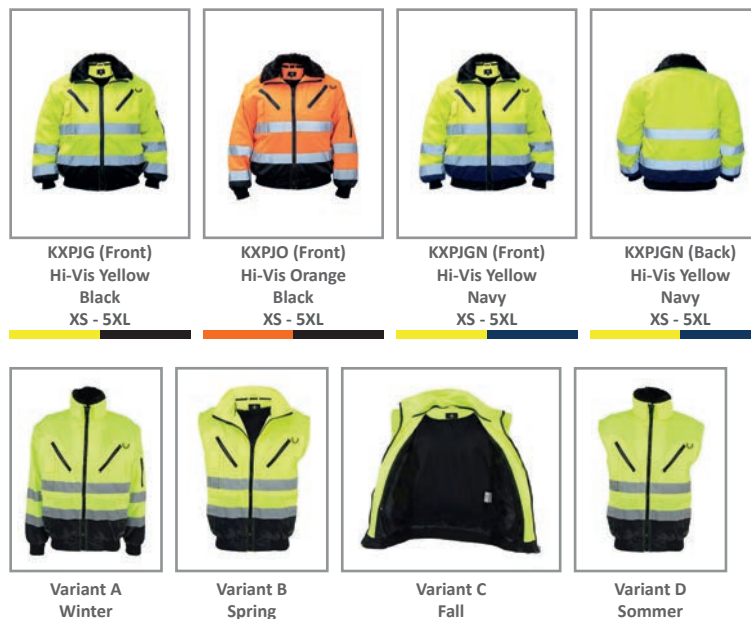 KXPJG (Front)
Hi-Vis Yellow
Black
XS - 5XL
KXPJO (Front)
Hi-Vis Orange
Black
XS - 5XL
KXPJGN (Front)
Hi-Vis Yellow
Navy
XS - 5XL
KXPJGN (Back)
Hi-Vis Yellow
Navy
XS - 5XL
Variant A
Winter
Variant B
Spring
Variant C
Fall
Variant D
Sommer